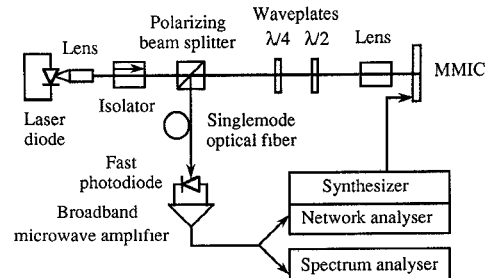 Polarizing
beam splitter
Waveplates
λ/4 λ/2
Lens
Lens
MMIC
Isolator
Laser
diode
Singlemode
optical fiber
Fast
photodiode
Broadband
microwave amplifier
Synthesizer
Network analyser
Spectrum analyser